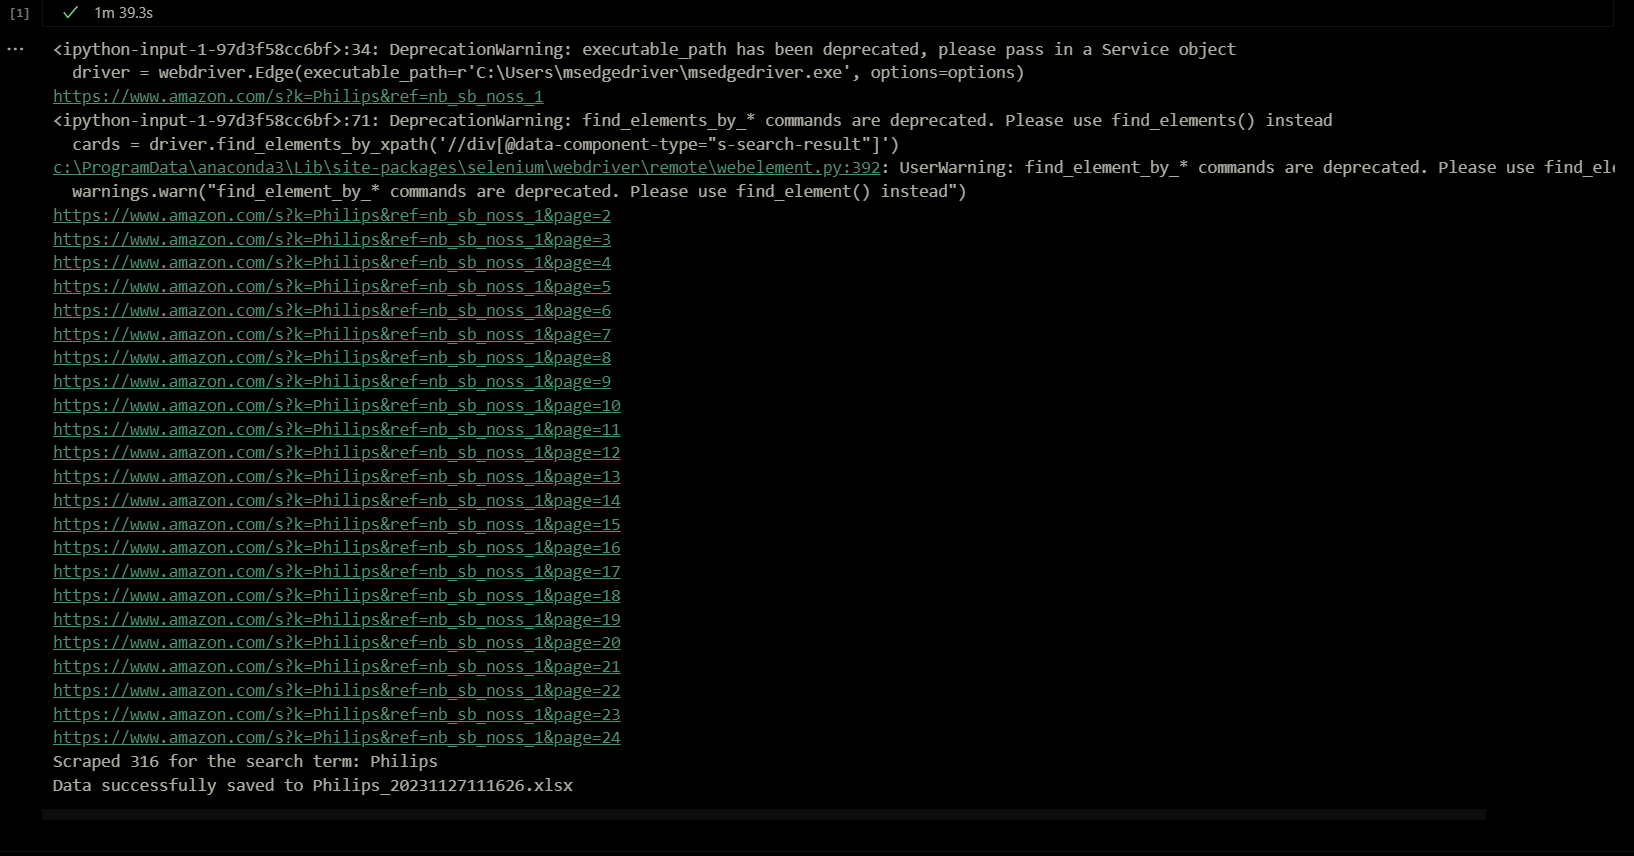 [1] ✓ 1m 39.3s
... <ipython-input-1-97d3f58cc6bf>:34: DeprecationWarning: executable_path has been deprecated, please pass in a Service object
driver = webdriver.Edge(executable_path=r'C:\Users\msedgedriver\msedgedriver.exe', options=options)
https://www.amazon.com/s?k=Philips&ref=nb_sb_noss_1
<ipython-input-1-97d3f58cc6bf>:71: DeprecationWarning: find_elements_by_* commands are deprecated. Please use find_elements() instead
cards = driver.find_elements_by_xpath('//div[@data-component-type="s-search-result"]')
c:\ProgramData\anaconda3\Lib\site-packages\selenium\webdriver\remote\webelement.py:392: UserWarning: find_element_by_* commands are deprecated. Please use find_ele
warnings.warn("find_element_by_* commands are deprecated. Please use find_element() instead")
https://www.amazon.com/s?k=Philips&ref=nb_sb_noss_1&page=2
https://www.amazon.com/s?k=Philips&ref=nb_sb_noss_1&page=3
https://www.amazon.com/s?k=Philips&ref=nb_sb_noss_1&page=4
https://www.amazon.com/s?k=Philips&ref=nb_sb_noss_1&page=5
https://www.amazon.com/s?k=Philips&ref=nb_sb_noss_1&page=6
https://www.amazon.com/s?k=Philips&ref=nb_sb_noss_1&page=7
https://www.amazon.com/s?k=Philips&ref=nb_sb_noss_1&page=8
https://www.amazon.com/s?k=Philips&ref=nb_sb_noss_1&page=9
https://www.amazon.com/s?k=Philips&ref=nb_sb_noss_1&page=10
https://www.amazon.com/s?k=Philips&ref=nb_sb_noss_1&page=11
https://www.amazon.com/s?k=Philips&ref=nb_sb_noss_1&page=12
https://www.amazon.com/s?k=Philips&ref=nb_sb_noss_1&page=13
https://www.amazon.com/s?k=Philips&ref=nb_sb_noss_1&page=14
https://www.amazon.com/s?k=Philips&ref=nb_sb_noss_1&page=15
https://www.amazon.com/s?k=Philips&ref=nb_sb_noss_1&page=16
https://www.amazon.com/s?k=Philips&ref=nb_sb_noss_1&page=17
https://www.amazon.com/s?k=Philips&ref=nb_sb_noss_1&page=18
https://www.amazon.com/s?k=Philips&ref=nb_sb_noss_1&page=19
https://www.amazon.com/s?k=Philips&ref=nb_sb_noss_1&page=20
https://www.amazon.com/s?k=Philips&ref=nb_sb_noss_1&page=21
https://www.amazon.com/s?k=Philips&ref=nb_sb_noss_1&page=22
https://www.amazon.com/s?k=Philips&ref=nb_sb_noss_1&page=23
https://www.amazon.com/s?k=Philips&ref=nb_sb_noss_1&page=24
Scraped 316 for the search term: Philips
Data successfully saved to Philips_20231127111626.xlsx